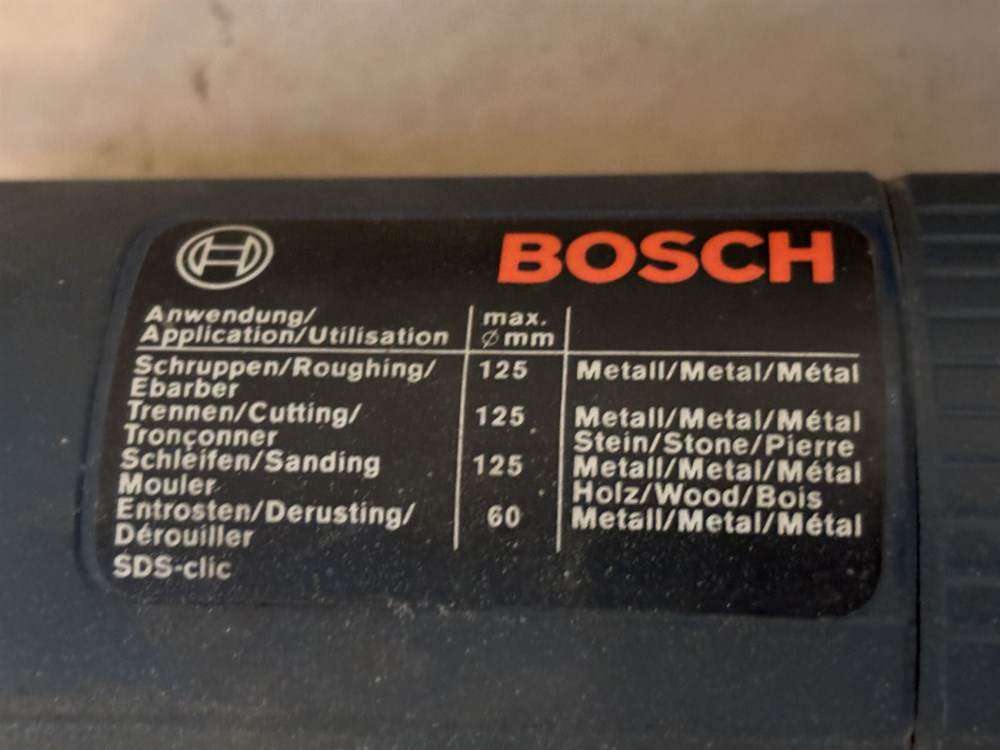 BOSCH
Anwendung/ max.
Application/Utilisation ⌀ mm
Schruppen/Roughing/ 125 Metall/Metal/Métal
Ebarber
Trennen/Cutting/ 125 Metall/Metal/Métal
Tronçonner Stein/Stone/Pierre
Schleifen/Sanding 125 Metall/Metal/Métal
Mouler Holz/Wood/Bois
Entrosten/Derusting/ 60 Metall/Metal/Métal
Dérouiller
SDS-clic